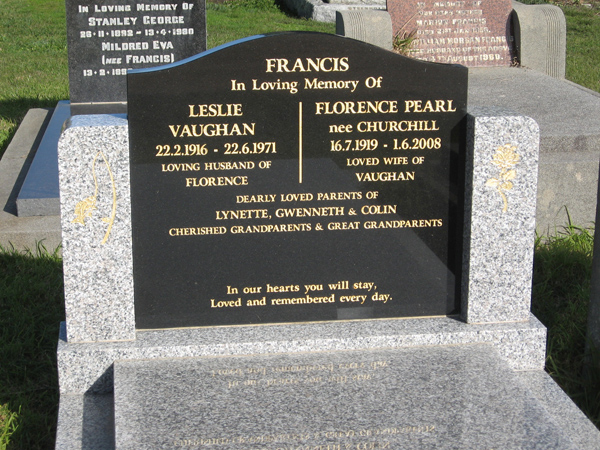 In Loving Memory Of
STANLEY GEORGE
MILDRED EVA
(NEE FRANCIS)
FRANCIS
In Loving Memory Of
LESLIE
VAUGHAN
22.2.1916 - 22.6.1971
LOVING HUSBAND OF
FLORENCE
FLORENCE PEARL
nee CHURCHILL
16.7.1919 - 1.6.2008
LOVED WIFE OF
VAUGHAN
DEARLY LOVED PARENTS OF
LYNETTE, GWENNETH & COLIN
CHERISHED GRANDPARENTS & GREAT GRANDPARENTS
In our hearts you will stay,
Loved and remembered every day.